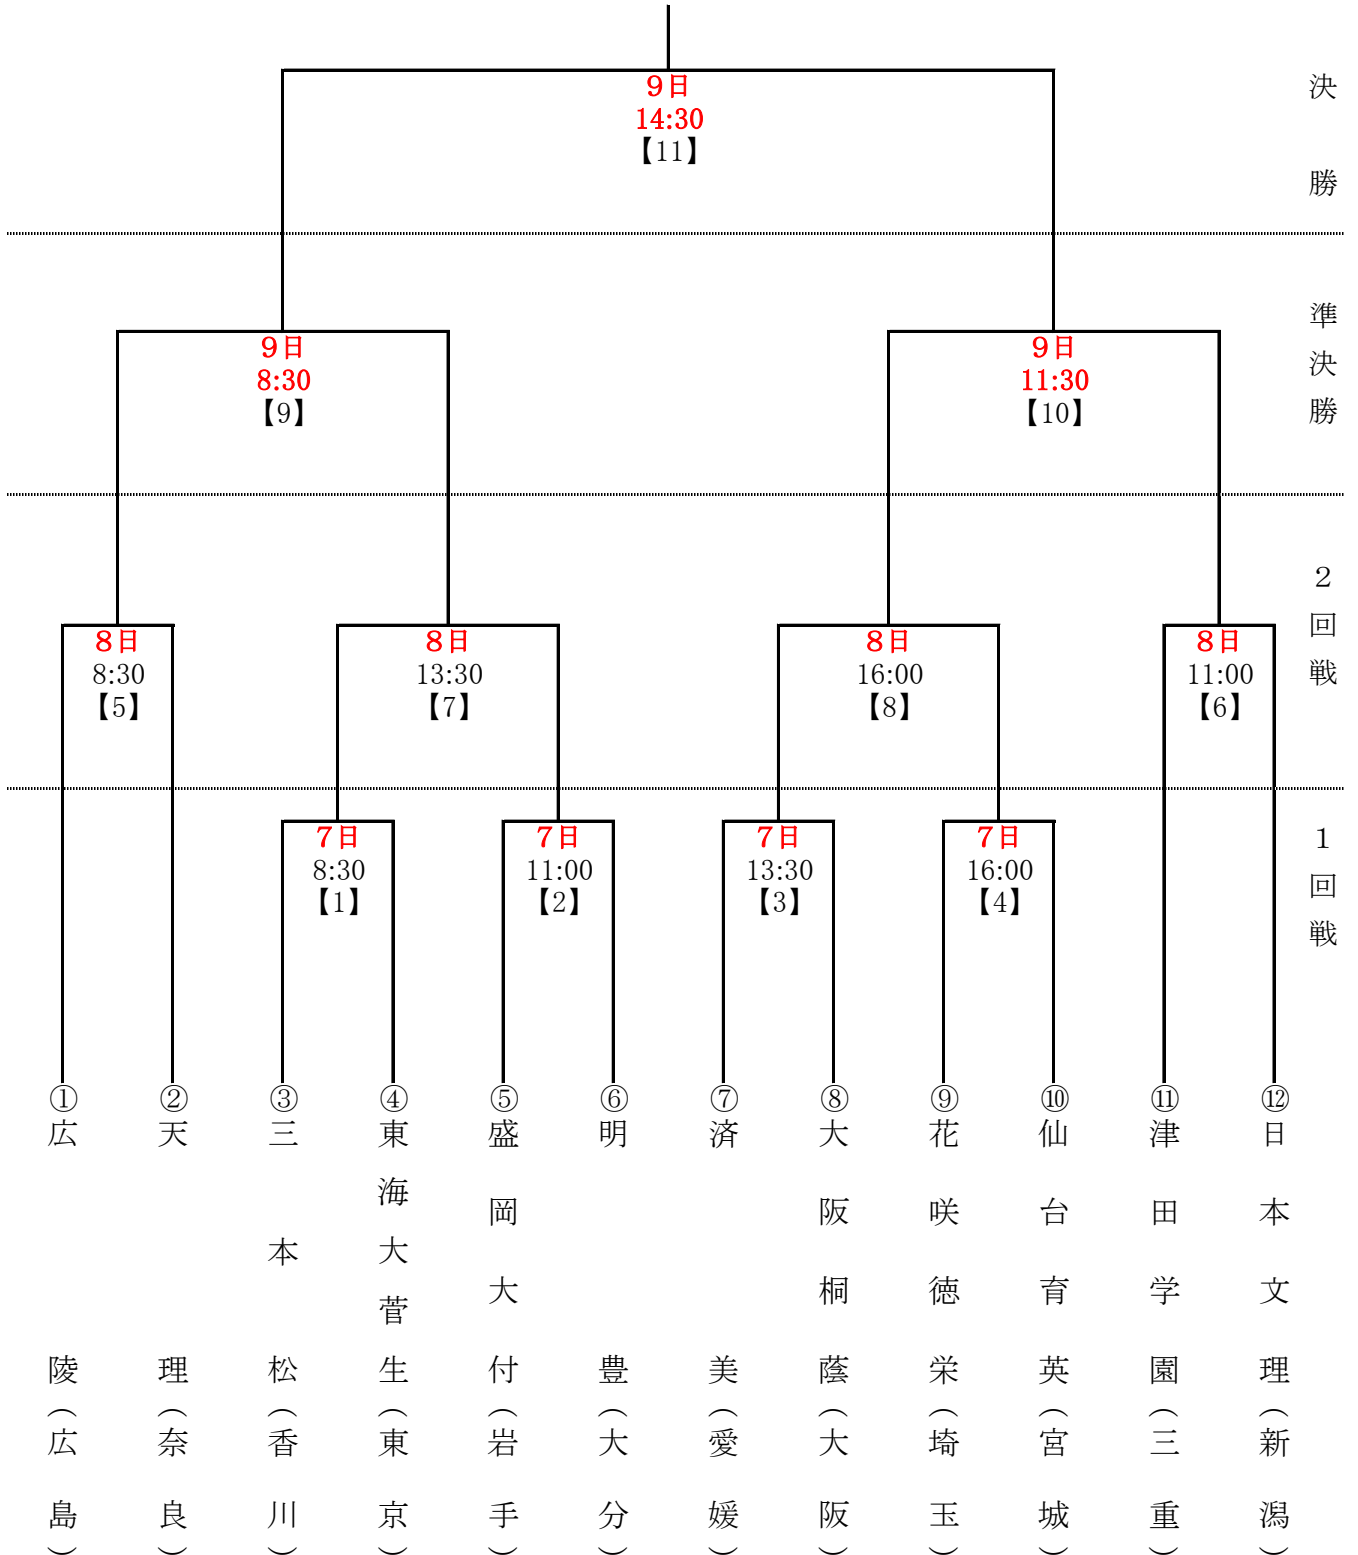 9日
14:30
【11】
決勝
9日
8:30
【9】
9日
11:30
【10】
準決勝
8日
8:30
【5】
8日
13:30
【7】
8日
16:00
【8】
8日
11:00
【6】
2回戦
7日
8:30
【1】
7日
11:00
【2】
7日
13:30
【3】
7日
16:00
【4】
1回戦
①広陵(広島)
②天理(奈良)
③三本松(香川)
④東海大菅生(東京)
⑤盛岡大付(岩手)
⑥明豊(大分)
⑦済美(愛媛)
⑧大阪桐蔭(大阪)
⑨花咲徳栄(埼玉)
⑩仙台育英(宮城)
⑪津田学園(三重)
⑫日本文理(新潟)